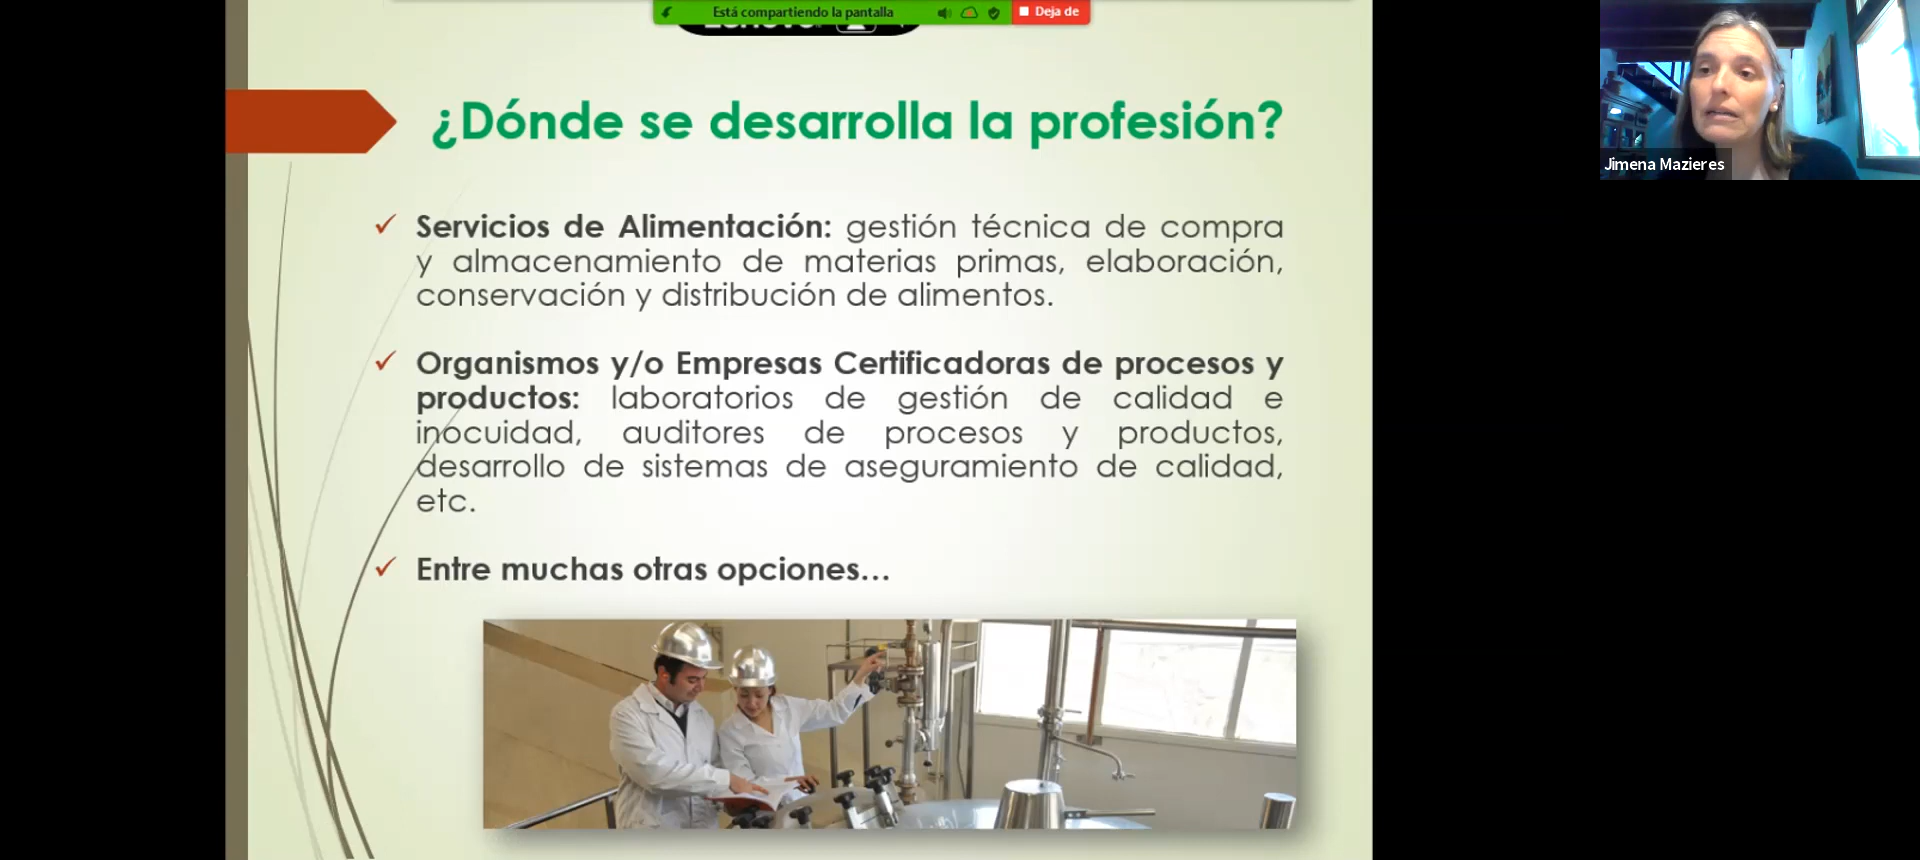 Está compartiendo la pantalla
Deja de
¿Dónde se desarrolla la profesión?
Jimena Mazieres
✓ Servicios de Alimentación: gestión técnica de compra
y almacenamiento de materias primas, elaboración,
conservación y distribución de alimentos.
✓ Organismos y/o Empresas Certificadoras de procesos y
productos: laboratorios de gestión de calidad e
inocuidad, auditores de procesos y productos,
desarrollo de sistemas de aseguramiento de calidad,
etc.
✓ Entre muchas otras opciones...